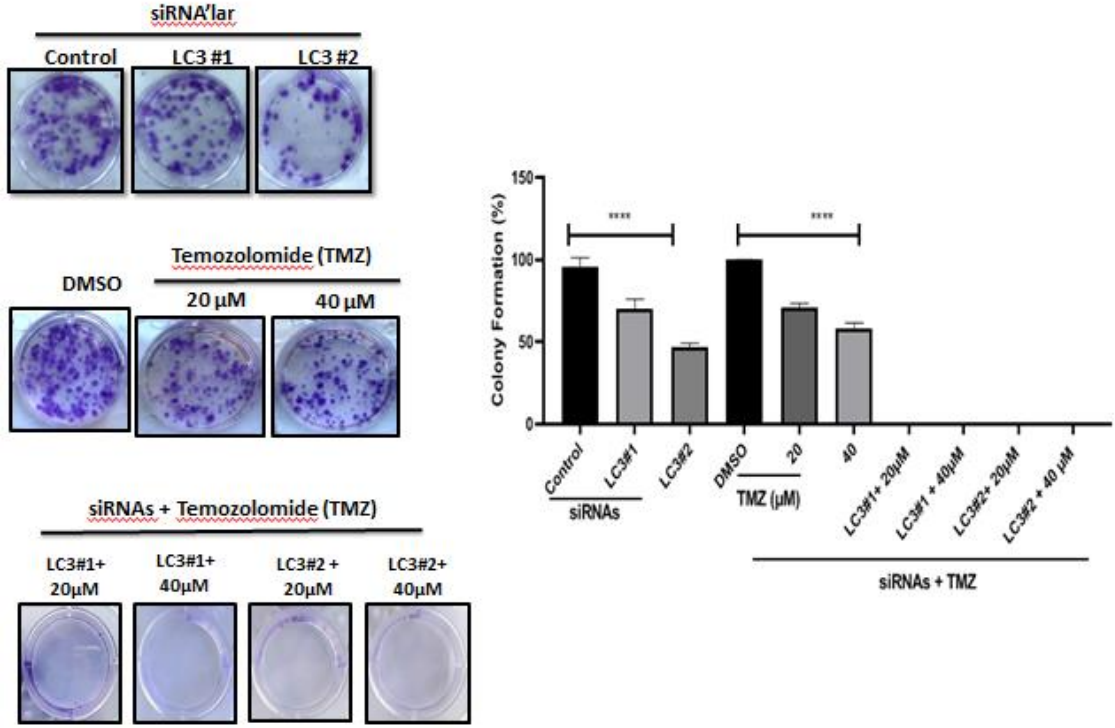 siRNA'lar
Control LC3 #1 LC3 #2
Temozolomide (TMZ)
DMSO
20 µM 40 µM
siRNAs + Temozolomide (TMZ)
LC3#1+ LC3#1+ LC3#2 + LC3#2+
20µM 40µM 20µM 40µM
Colony Formation (%)
150
100
50
0
**** ****
Control LC3#1 LC3#2 DMSO 20 40 LC3#1+ 20µM LC3#1 + 40µM LC3#2+ 20µM LC3#2 + 40 µM
siRNAs
TMZ (µM)
siRNAs + TMZ